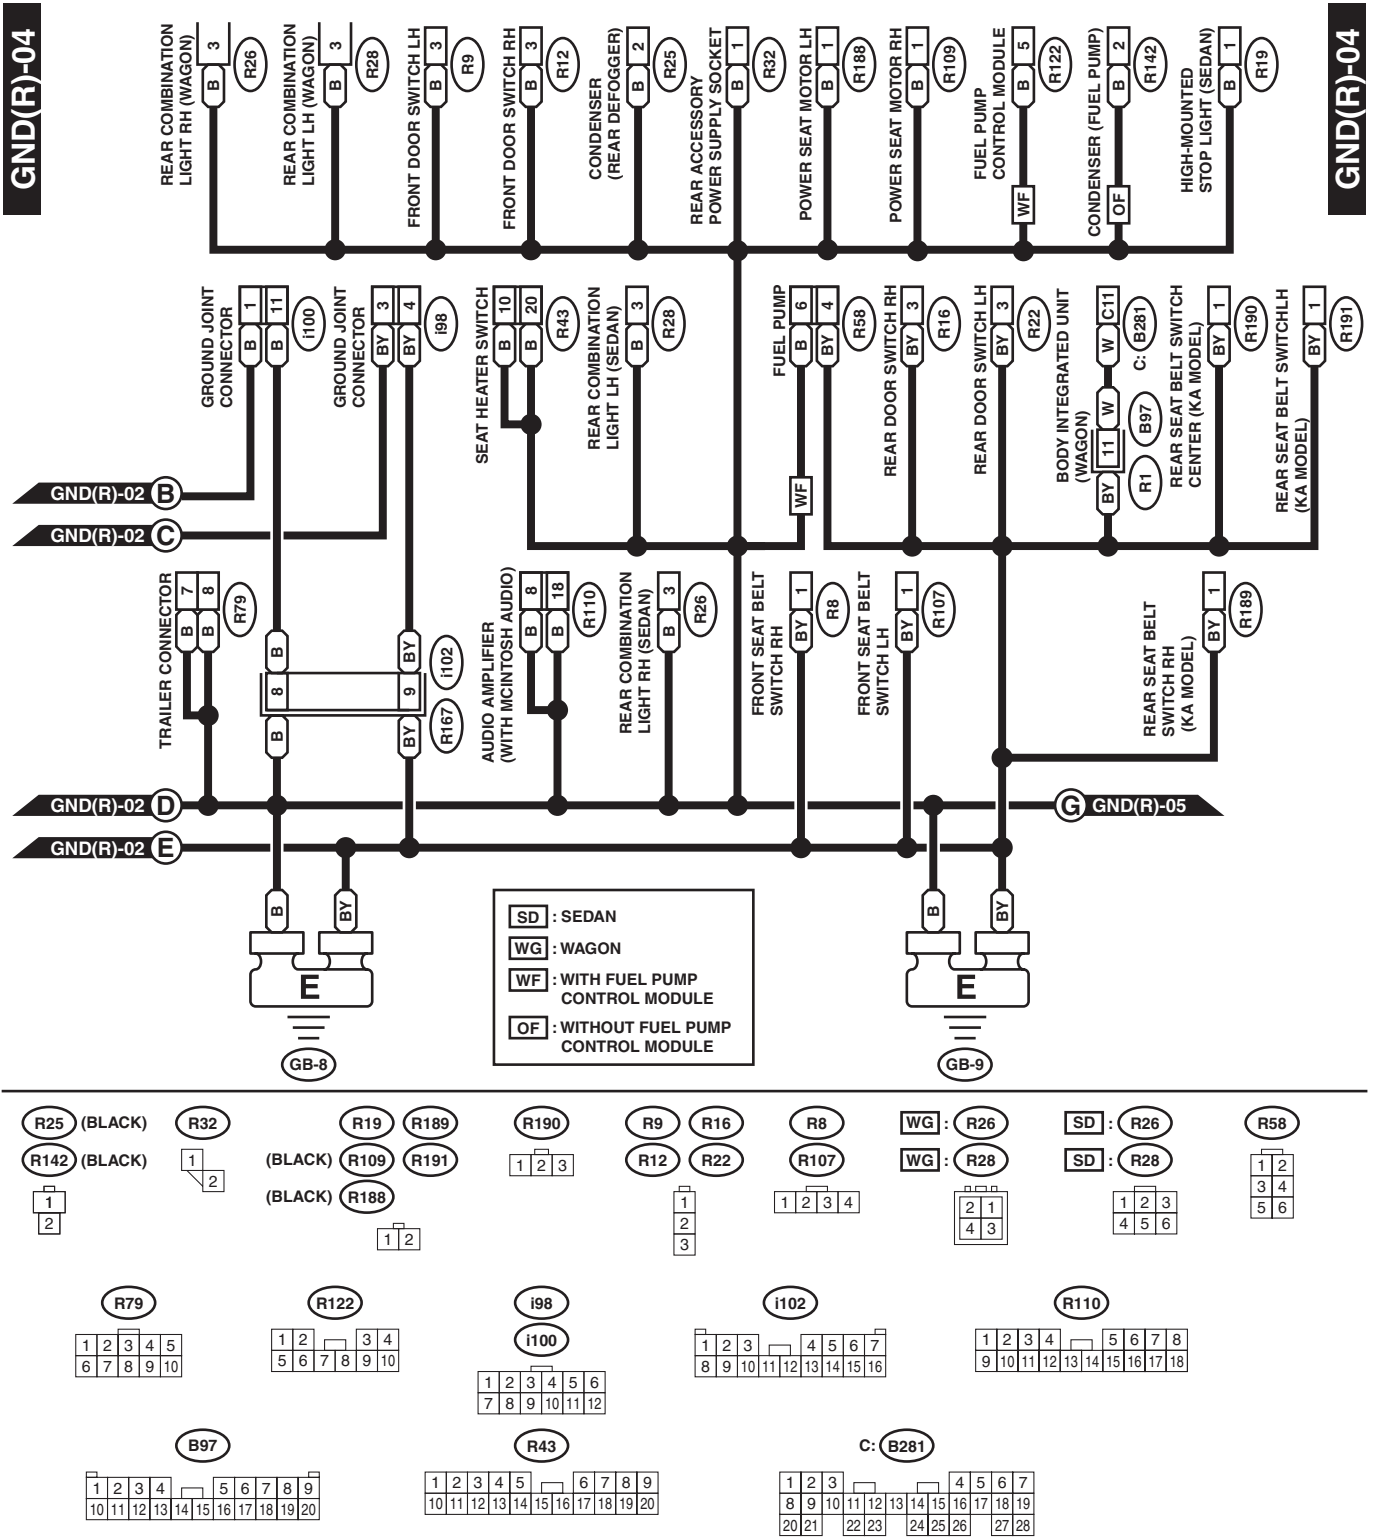 GND(R)-04
GND(R)-04
REAR COMBINATION
LIGHT RH (WAGON)
3
B
R26
REAR COMBINATION
LIGHT LH (WAGON)
3
B
R28
FRONT DOOR SWITCH LH
3
B
R9
FRONT DOOR SWITCH RH
3
B
R12
CONDENSER
(REAR DEFOGGER)
2
B
R25
REAR ACCESSORY
POWER SUPPLY SOCKET
1
B
R32
POWER SEAT MOTOR LH
1
B
R188
POWER SEAT MOTOR RH
1
B
R109
FUEL PUMP
CONTROL MODULE
5
B
R122
WF
CONDENSER (FUEL PUMP)
2
B
R142
OF
HIGH-MOUNTED
STOP LIGHT (SEDAN)
1
B
R19
GROUND JOINT
CONNECTOR
1 11
B B
i100
GROUND JOINT
CONNECTOR
3 4
BY BY
i98
SEAT HEATER SWITCH
10 20
B B
R43
REAR COMBINATION
LIGHT LH (SEDAN)
3
B
R28
FUEL PUMP
6 4
B BY
R58
WF
REAR DOOR SWITCH RH
3
BY
R16
REAR DOOR SWITCH LH
3
BY
R22
BODY INTEGRATED UNIT
(WAGON)
C11
W
C: B281
W
11
B97
BY
R1
REAR SEAT BELT SWITCH
CENTER (KA MODEL)
1
BY
R190
REAR SEAT BELT SWITCHLH
(KA MODEL)
1
BY
R191
GND(R)-02 B
GND(R)-02 C
TRAILER CONNECTOR
7 8
B B
R79
B BY
8 9
i102
B BY
R167
AUDIO AMPLIFIER
(WITH MCINTOSH AUDIO)
8 18
B B
R110
REAR COMBINATION
LIGHT RH (SEDAN)
3
B
R26
FRONT SEAT BELT
SWITCH RH
1
BY
R8
FRONT SEAT BELT
SWITCH LH
1
BY
R107
REAR SEAT BELT
SWITCH RH
(KA MODEL)
1
BY
R189
GND(R)-02 D
G GND(R)-05
GND(R)-02 E
B BY
E
GB-8
SD : SEDAN
WG : WAGON
WF : WITH FUEL PUMP
CONTROL MODULE
OF : WITHOUT FUEL PUMP
CONTROL MODULE
B BY
E
GB-9
R25 (BLACK)
R142 (BLACK)
1
2
R32
1
2
R19 R189
(BLACK) R109 R191
(BLACK) R188
1 2
R190
1 2 3
R9 R16
R12 R22
1
2
3
R8
R107
1 2 3 4
WG : R26
WG : R28
2 1
4 3
SD : R26
SD : R28
1 2 3
4 5 6
R58
1 2
3 4
5 6
R79
1 2 3 4 5
6 7 8 9 10
R122
1 2 3 4
5 6 7 8 9 10
i98
i100
1 2 3 4 5 6
7 8 9 10 11 12
i102
1 2 3 4 5 6 7
8 9 10 11 12 13 14 15 16
R110
1 2 3 4 5 6 7 8
9 10 11 12 13 14 15 16 17 18
B97
1 2 3 4 5 6 7 8 9
10 11 12 13 14 15 16 17 18 19 20
R43
1 2 3 4 5 6 7 8 9
10 11 12 13 14 15 16 17 18 19 20
C: B281
1 2 3 4 5 6 7
8 9 10 11 12 13 14 15 16 17 18 19
20 21 22 23 24 25 26 27 28